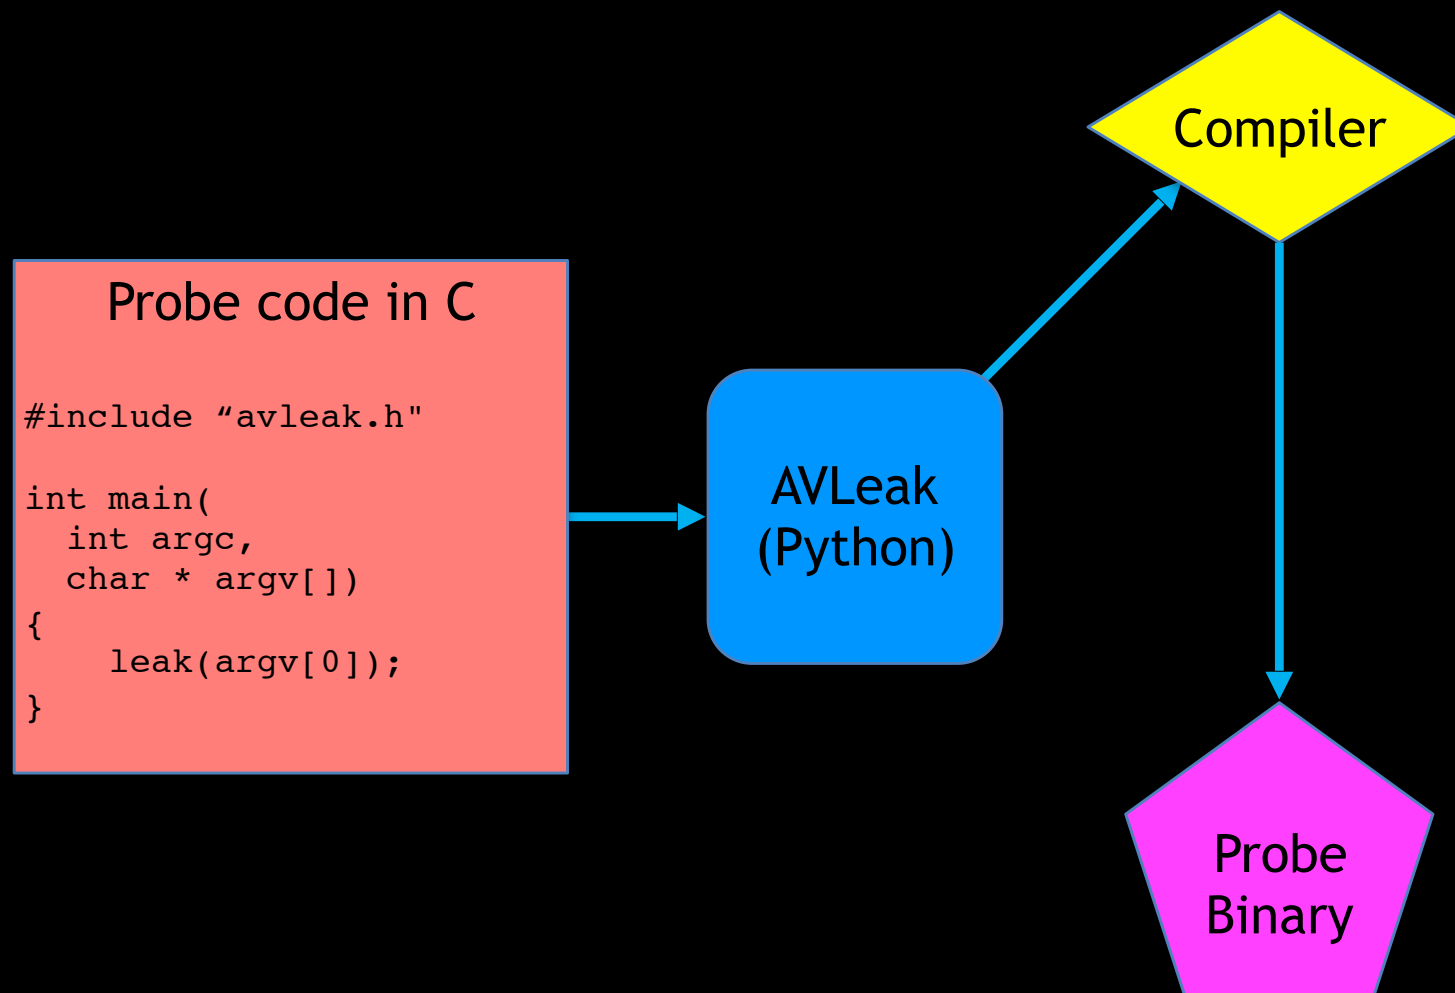 Compiler
Probe code in C
#include “avleak.h"
int main(
  int argc,
  char * argv[])
{
    leak(argv[0]);
}
AVLeak
(Python)
Probe
Binary